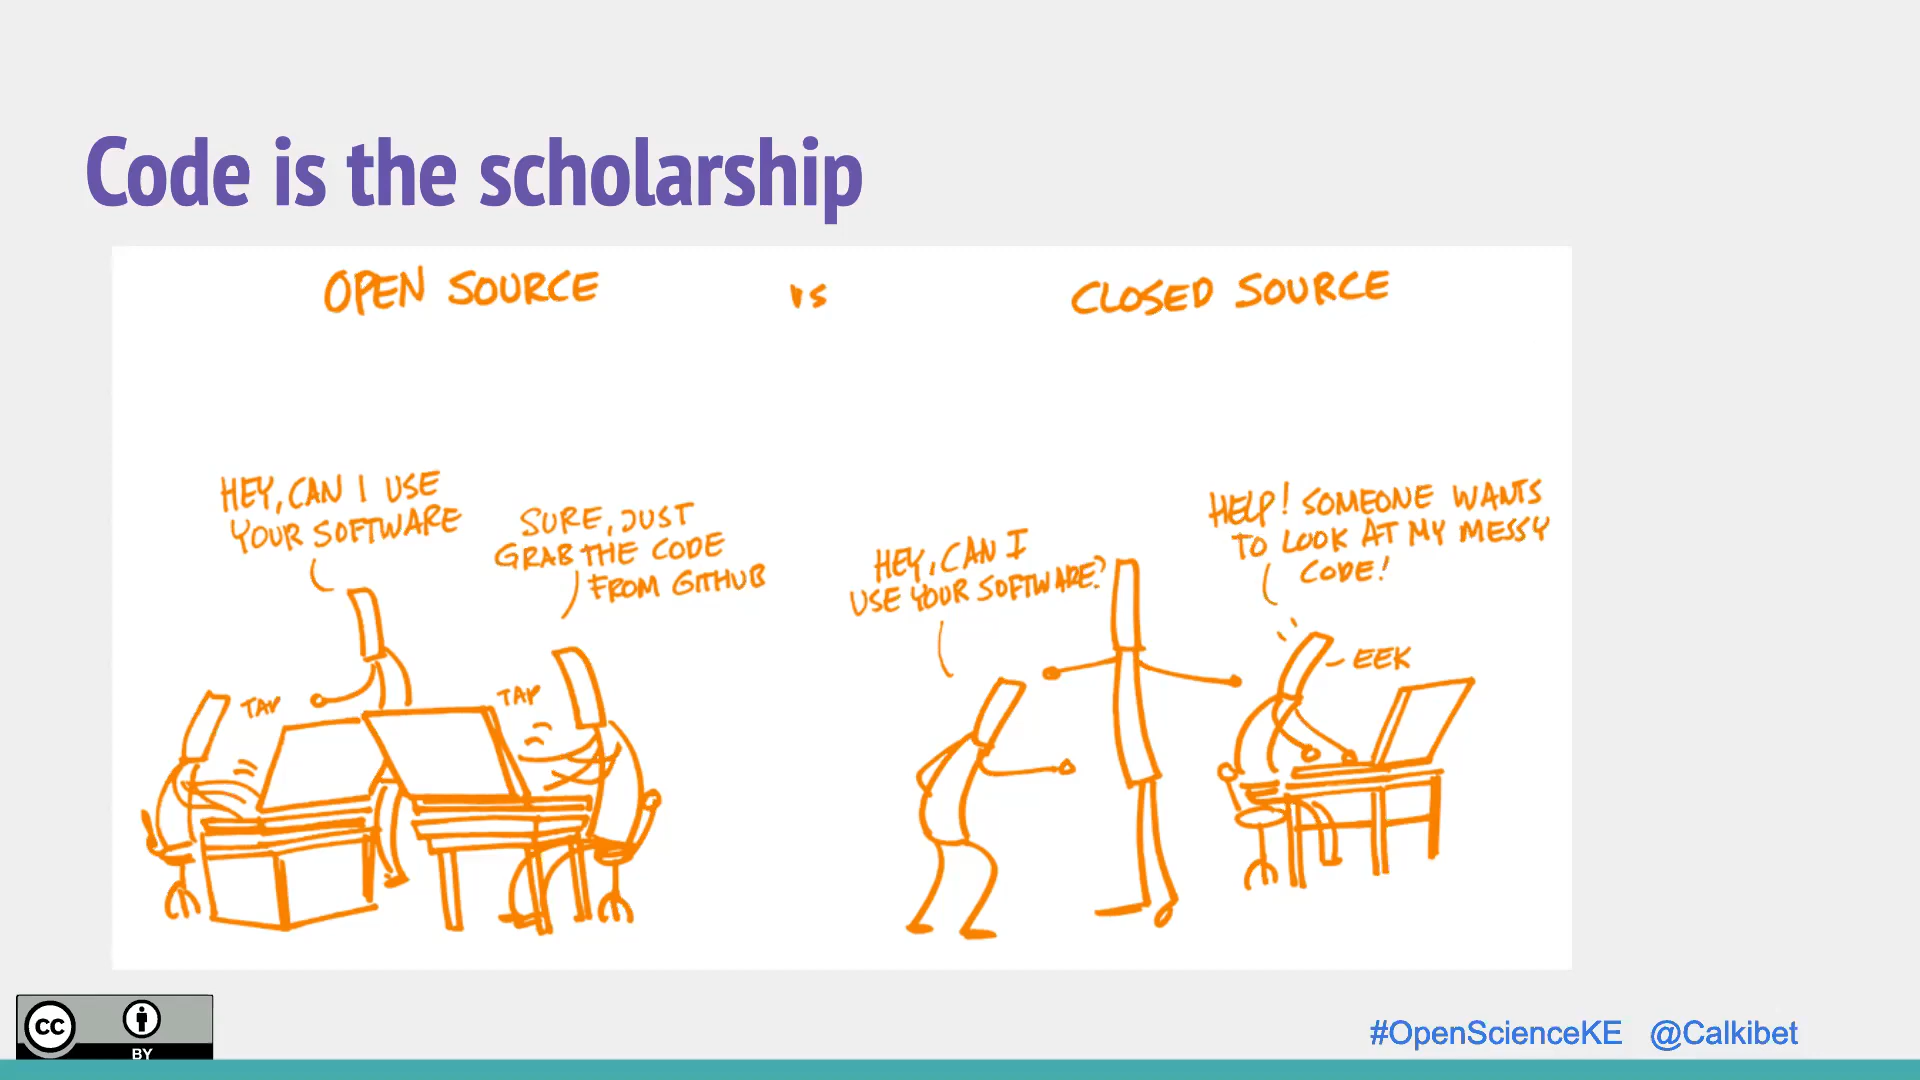 Code is the scholarship
OPEN SOURCE
vs
CLOSED SOURCE
HEY, CAN I USE
YOUR SOFTWARE
SURE, JUST
GRAB THE CODE
FROM GITHUB
TAP
TAP
HEY, CAN I
USE YOUR SOFTWARE?
HELP! SOMEONE WANTS
TO LOOK AT MY MESSY
CODE!
EEK
CC
BY
#OpenScienceKE @Calkibet